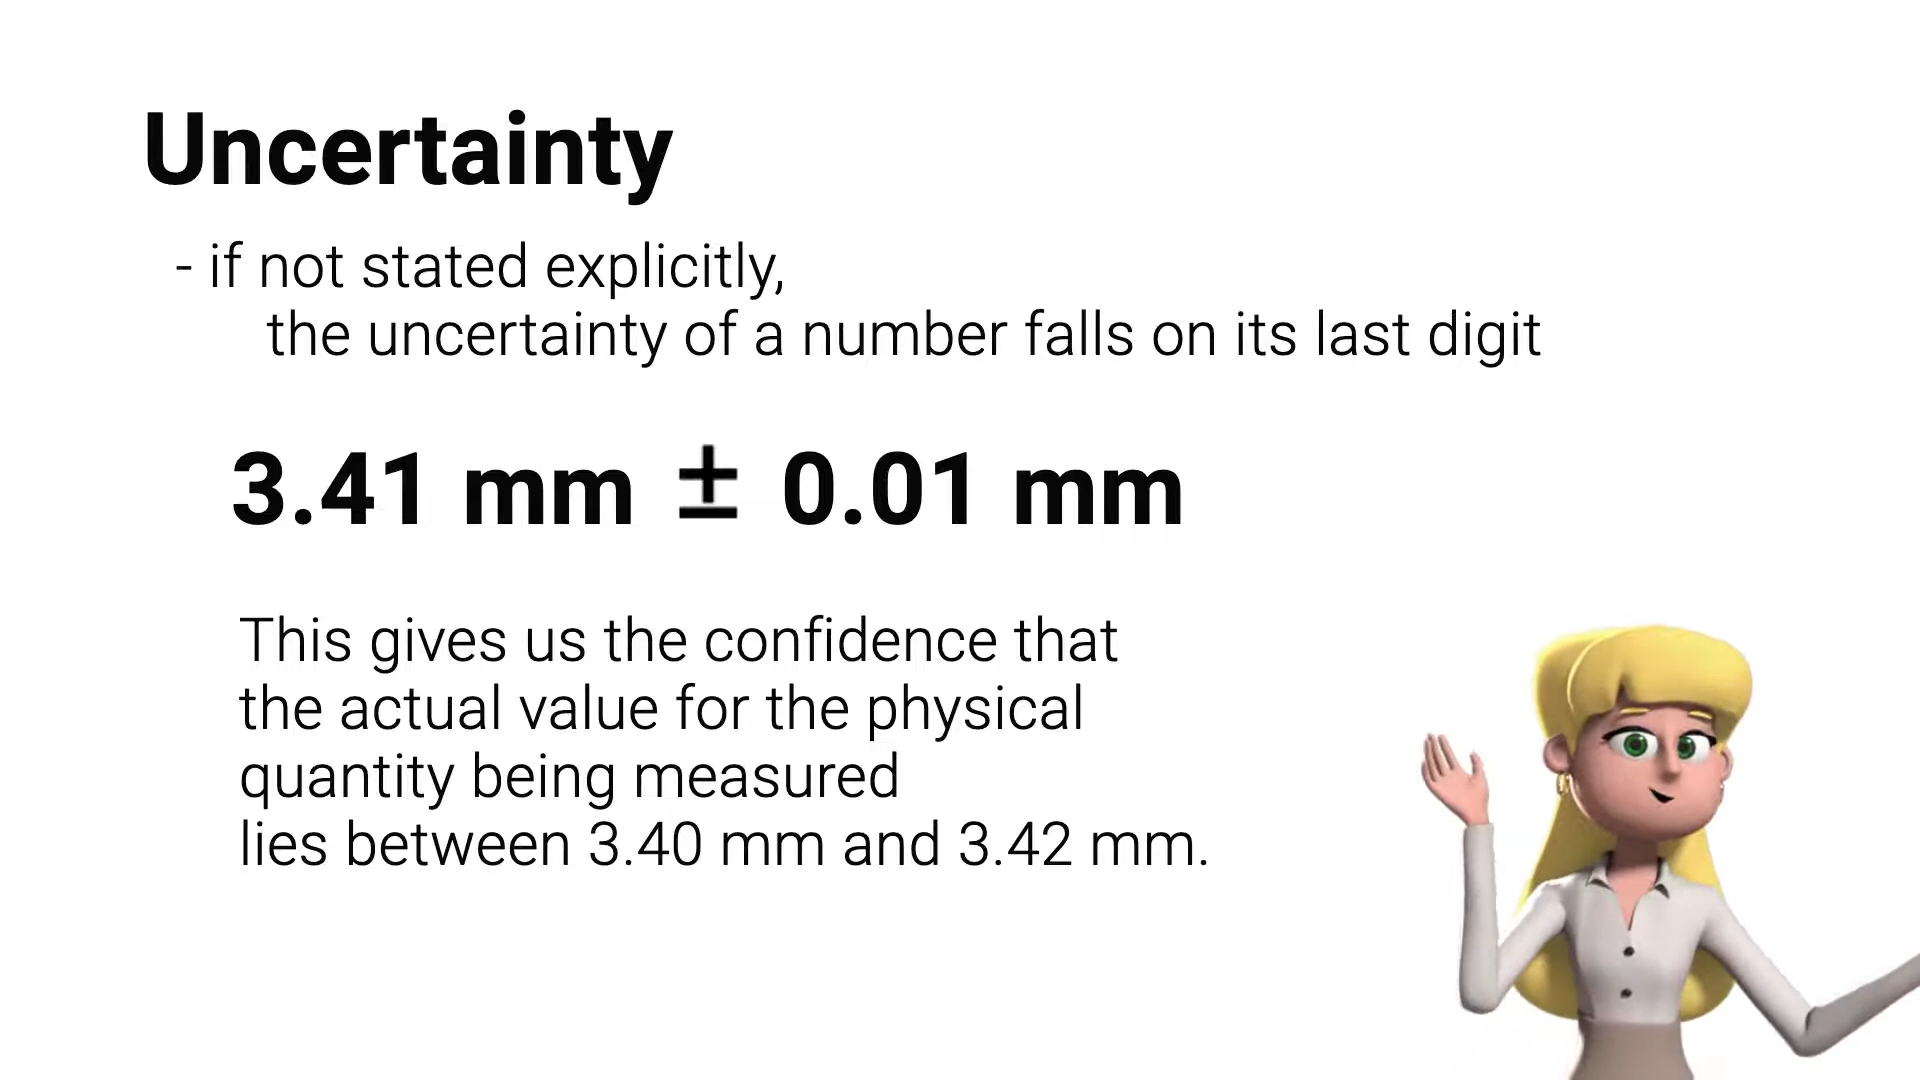 Uncertainty
- if not stated explicitly,
the uncertainty of a number falls on its last digit
3.41 mm ± 0.01 mm
This gives us the confidence that
the actual value for the physical
quantity being measured
lies between 3.40 mm and 3.42 mm.